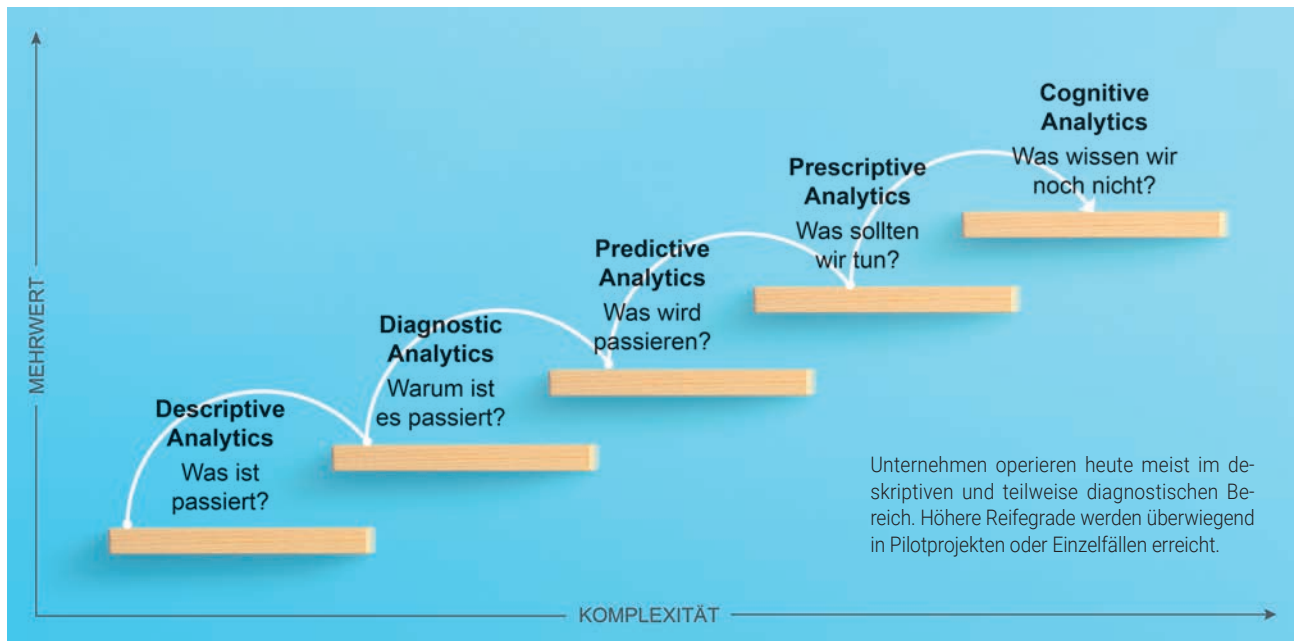 MEHRWERT
Cognitive
Analytics
Was wissen wir
noch nicht?
Prescriptive
Analytics
Was sollten
wir tun?
Predictive
Analytics
Was wird
passieren?
Diagnostic
Analytics
Warum ist
es passiert?
Descriptive
Analytics
Was ist
passiert?
Unternehmen operieren heute meist im de-
skriptiven und teilweise diagnostischen Be-
reich. Höhere Reifegrade werden überwiegend
in Pilotprojekten oder Einzelfällen erreicht.
KOMPLEXITÄT